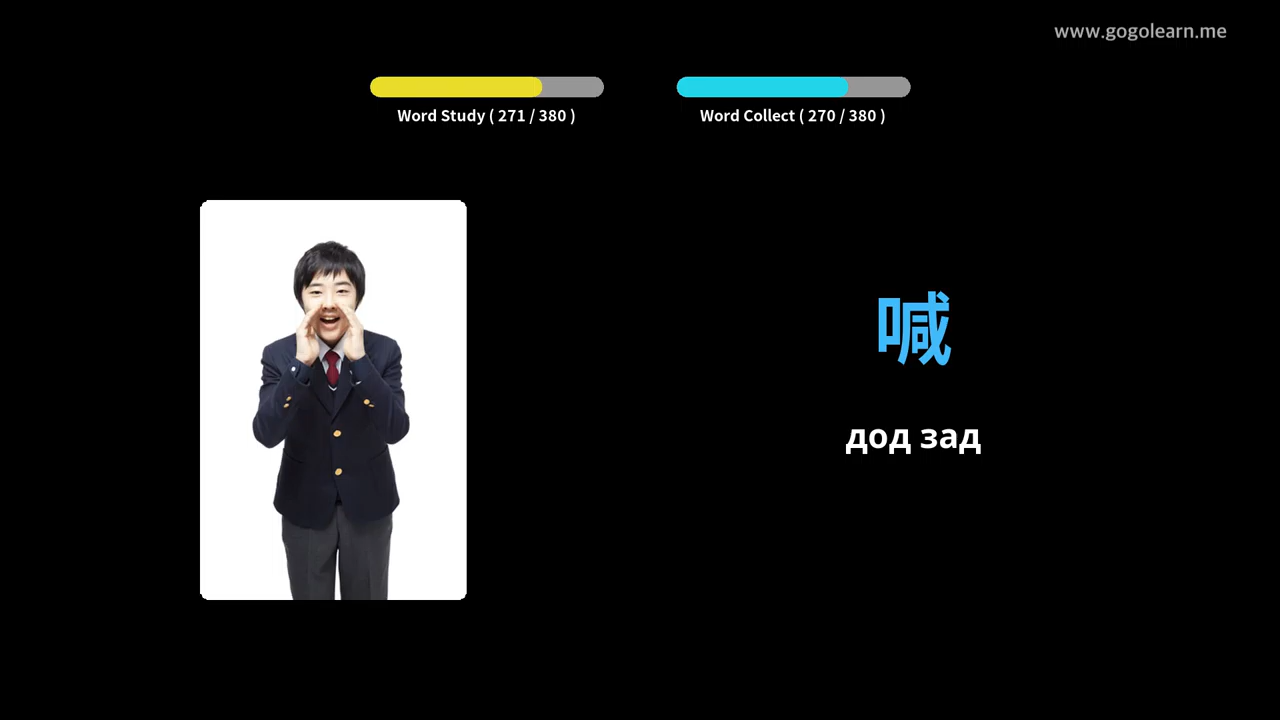 www.gogolearn.me
Word Study ( 271 / 380 )
Word Collect ( 270 / 380 )
喊
дод зад